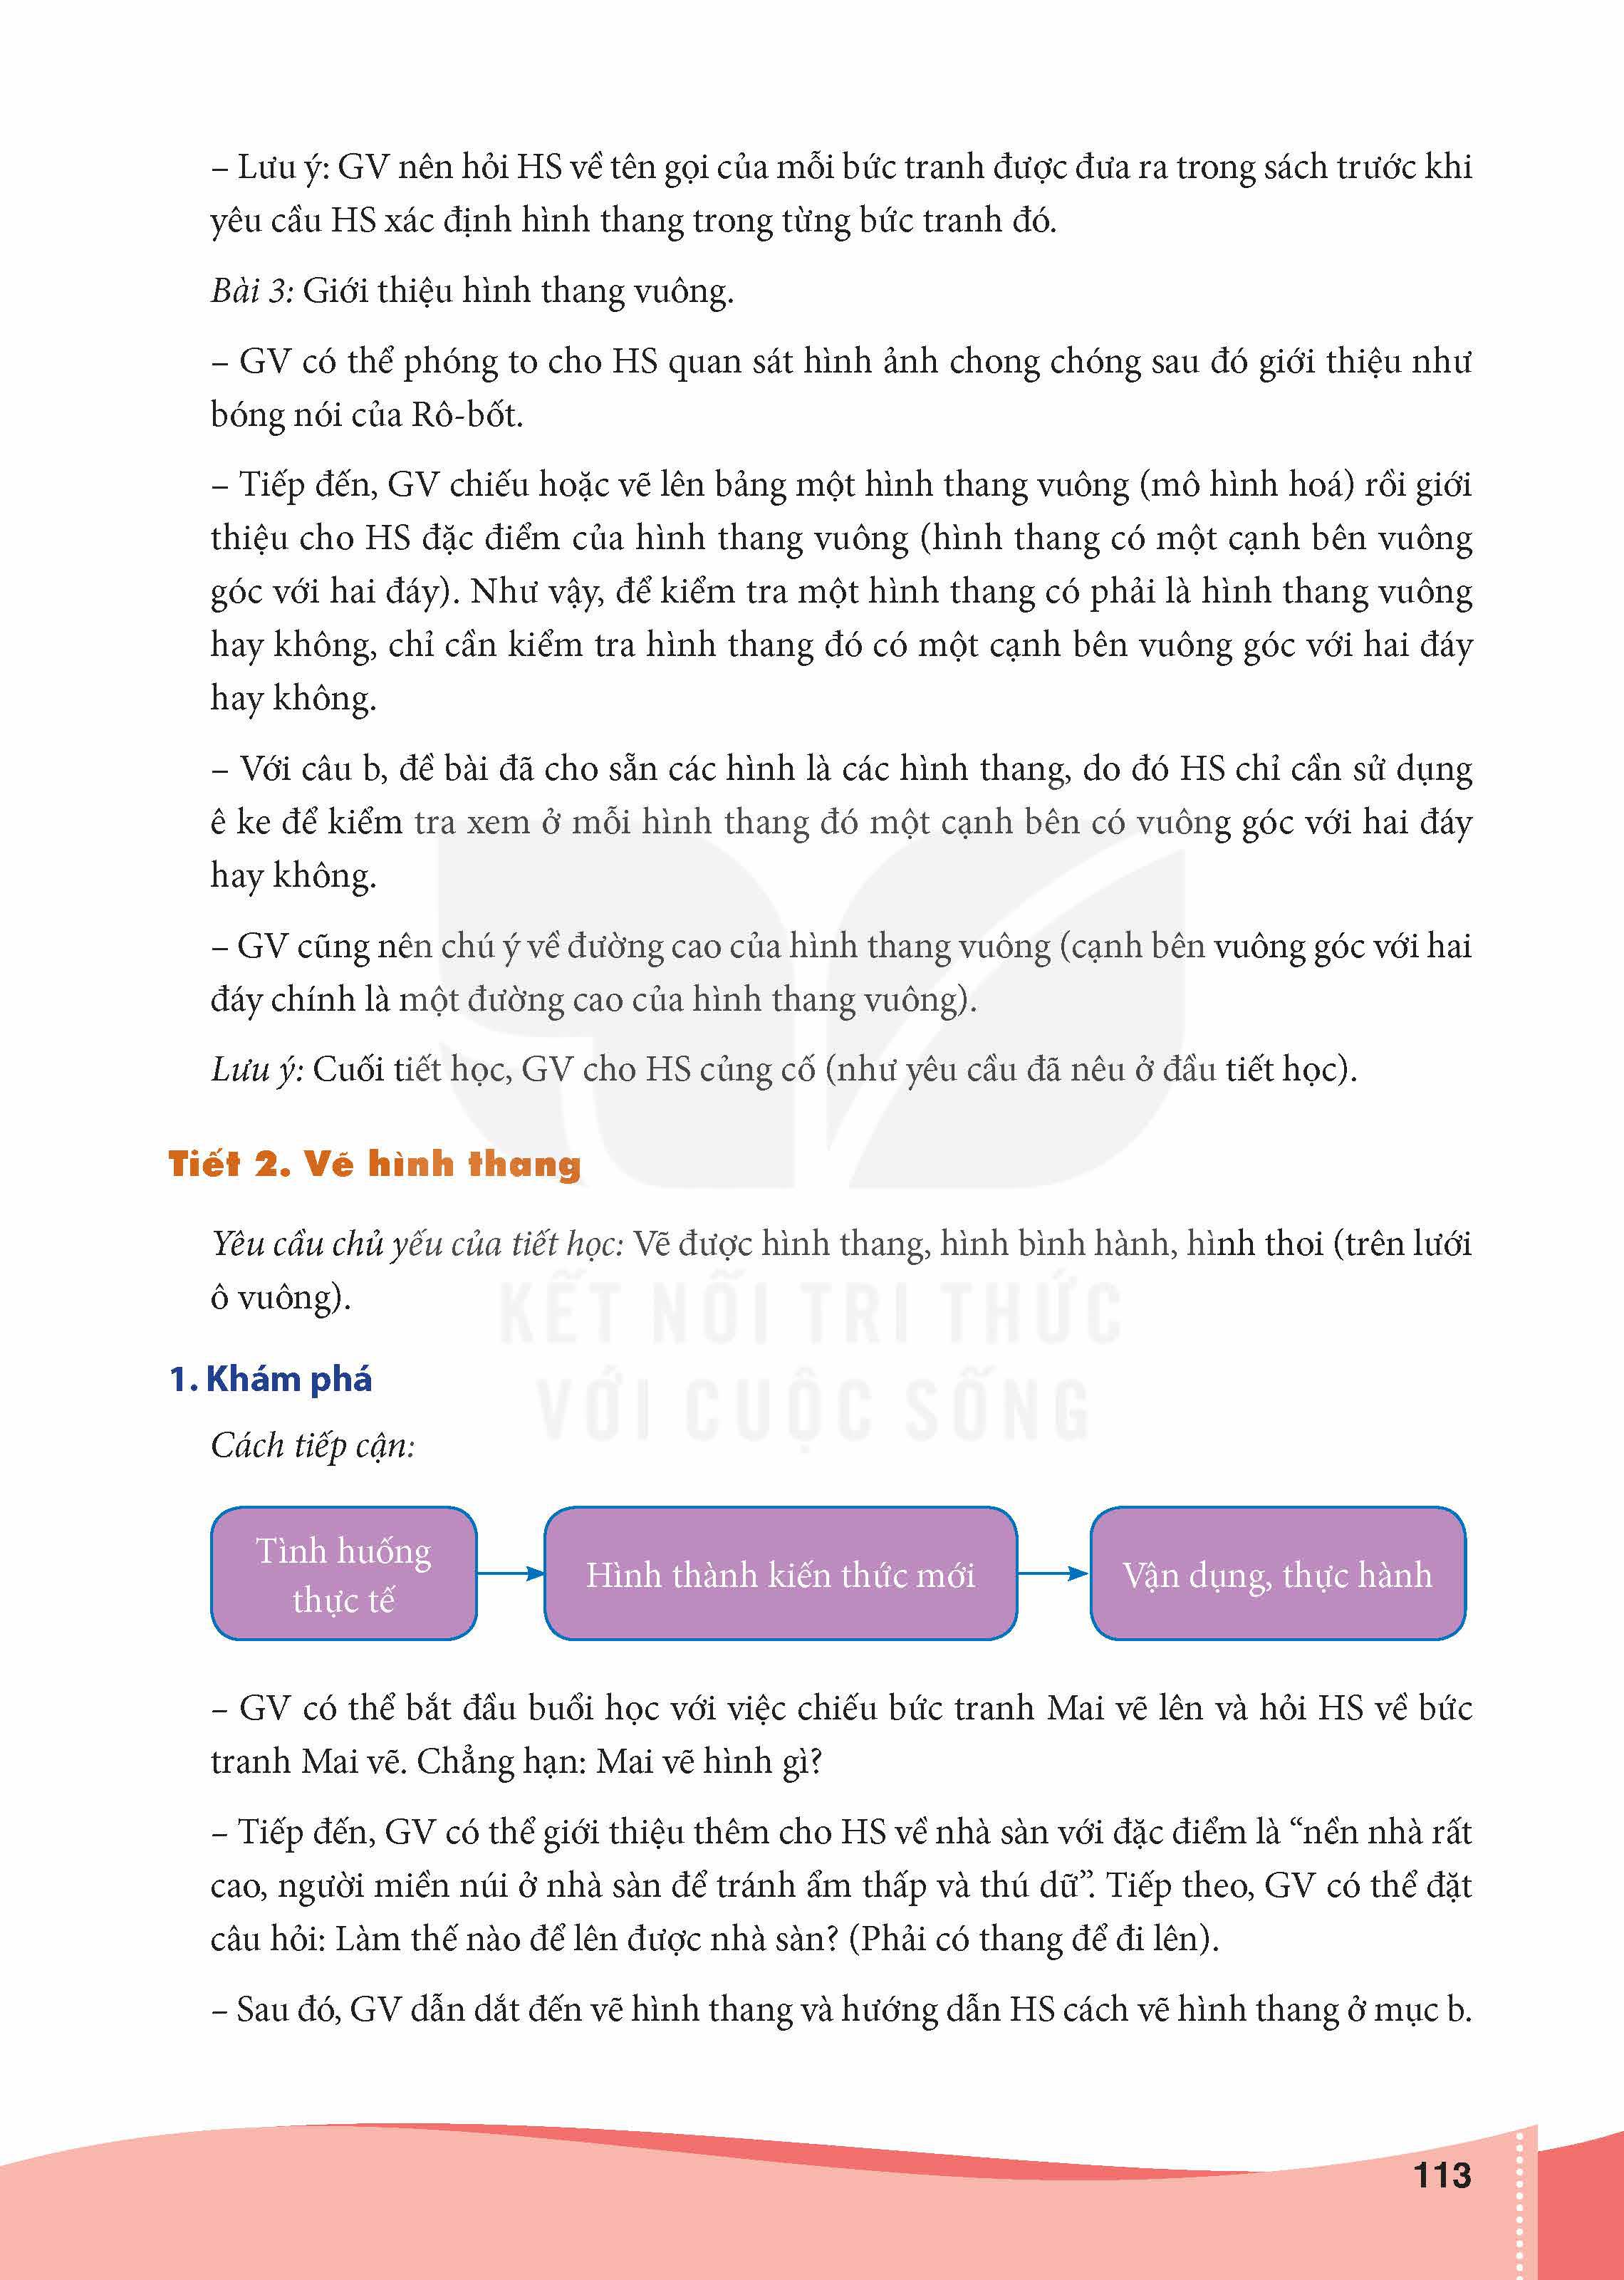 – Lưu ý: GV nên hỏi HS về tên gọi của mỗi bức tranh được đưa ra trong sách trước khi
yêu cầu HS xác định hình thang trong từng bức tranh đó.
Bài 3: Giới thiệu hình thang vuông.
– GV có thể phóng to cho HS quan sát hình ảnh chong chóng sau đó giới thiệu như
bóng nói của Rô-bốt.
– Tiếp đến, GV chiếu hoặc vẽ lên bảng một hình thang vuông (mô hình hoá) rồi giới
thiệu cho HS đặc điểm của hình thang vuông (hình thang có một cạnh bên vuông
góc với hai đáy). Như vậy, để kiểm tra một hình thang có phải là hình thang vuông
hay không, chỉ cần kiểm tra hình thang đó có một cạnh bên vuông góc với hai đáy
hay không.
– Với câu b, đề bài đã cho sẵn các hình là các hình thang, do đó HS chỉ cần sử dụng
ê ke để kiểm tra xem ở mỗi hình thang đó một cạnh bên có vuông góc với hai đáy
hay không.
– GV cũng nên chú ý về đường cao của hình thang vuông (cạnh bên vuông góc với hai
đáy chính là một đường cao của hình thang vuông).
Lưu ý: Cuối tiết học, GV cho HS củng cố (như yêu cầu đã nêu ở đầu tiết học).
Tiết 2. Vẽ hình thang
Yêu cầu chủ yếu của tiết học: Vẽ được hình thang, hình bình hành, hình thoi (trên lưới
ô vuông).
KẾT NỐI TRI THỨC
VỚI CUỘC SỐNG
1. Khám phá
Cách tiếp cận:
Tình huống
thực tế
Hình thành kiến thức mới
Vận dụng, thực hành
– GV có thể bắt đầu buổi học với việc chiếu bức tranh Mai vẽ lên và hỏi HS về bức
tranh Mai vẽ. Chẳng hạn: Mai vẽ hình gì?
– Tiếp đến, GV có thể giới thiệu thêm cho HS về nhà sàn với đặc điểm là “nền nhà rất
cao, người miền núi ở nhà sàn để tránh ẩm thấp và thú dữ”. Tiếp theo, GV có thể đặt
câu hỏi: Làm thế nào để lên được nhà sàn? (Phải có thang để đi lên).
– Sau đó, GV dẫn dắt đến vẽ hình thang và hướng dẫn HS cách vẽ hình thang ở mục b.
113